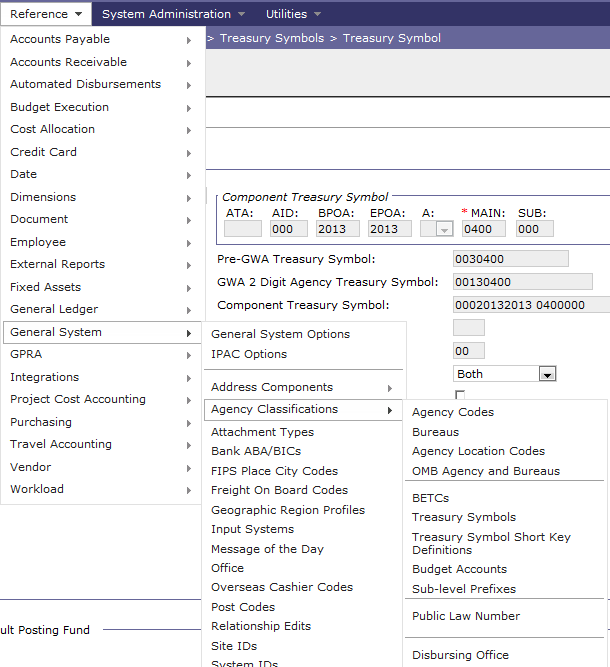 Reference System Administration Utilities
> Treasury Symbols > Treasury Symbol
Accounts Payable
Accounts Receivable
Automated Disbursements
Budget Execution
Cost Allocation
Credit Card
Date
Dimensions
Document
Employee
External Reports
Fixed Assets
General Ledger
General System
GPRA
Integrations
Project Cost Accounting
Purchasing
Travel Accounting
Vendor
Workload
Component Treasury Symbol
ATA: AID: BPOA: EPOA: A: * MAIN: SUB:
000 2013 2013 0400 000
Pre-GWA Treasury Symbol: 0030400
GWA 2 Digit Agency Treasury Symbol: 00130400
Component Treasury Symbol: 00020132013 0400000
00
Both
General System Options
IPAC Options
Address Components
Agency Classifications
Attachment Types
Bank ABA/BICs
FIPS Place City Codes
Freight On Board Codes
Geographic Region Profiles
Input Systems
Message of the Day
Office
Overseas Cashier Codes
Post Codes
Relationship Edits
Site IDs
System IDs
Agency Codes
Bureaus
Agency Location Codes
OMB Agency and Bureaus
BETCs
Treasury Symbols
Treasury Symbol Short Key
Definitions
Budget Accounts
Sub-level Prefixes
Public Law Number
Disbursing Office
ult Posting Fund